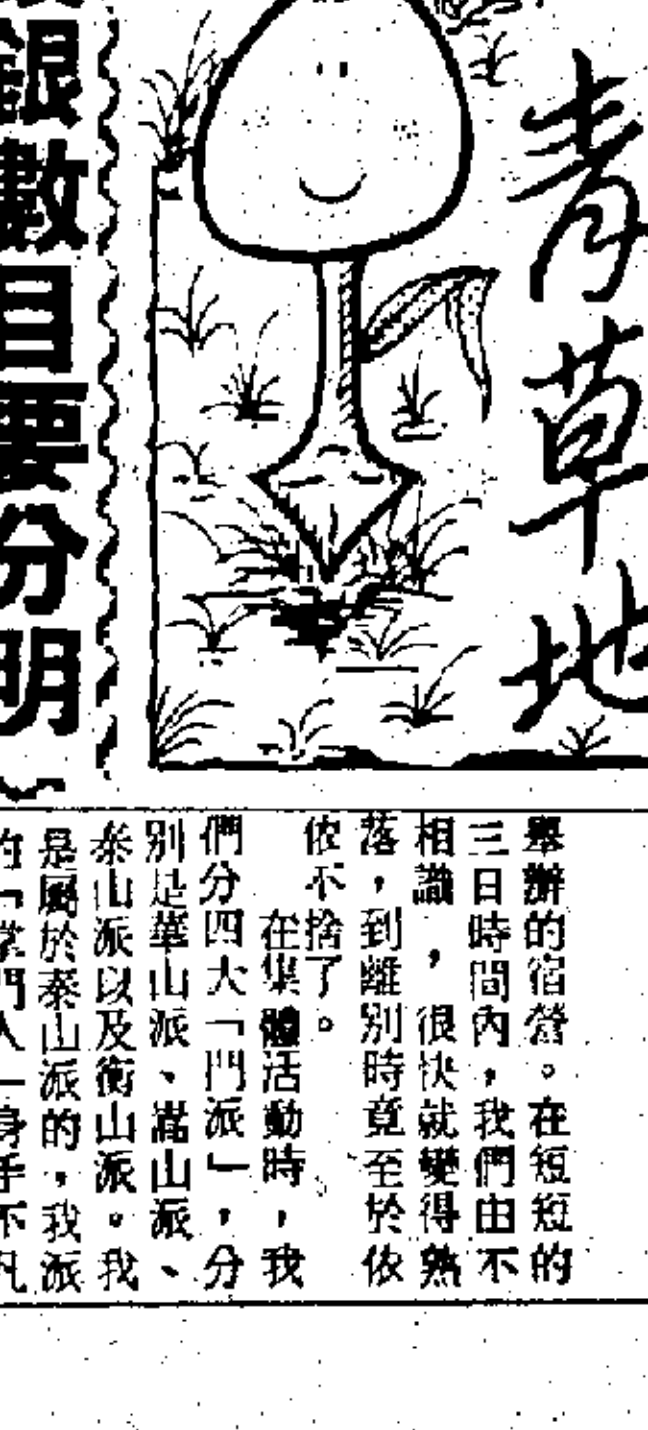 青草地
舉辦的宿營。在短短的
三日時間內，我們由不
相識，很快就變得熟
落，到離別時竟至於依
依不捨了。
在集體活動時，我
們分四大「門派」，分
別是華山派、嵩山派、
泰山派以及衡山派。我
是屬於泰山派的，我派
的「掌門人」身手不凡
銀數目要分明